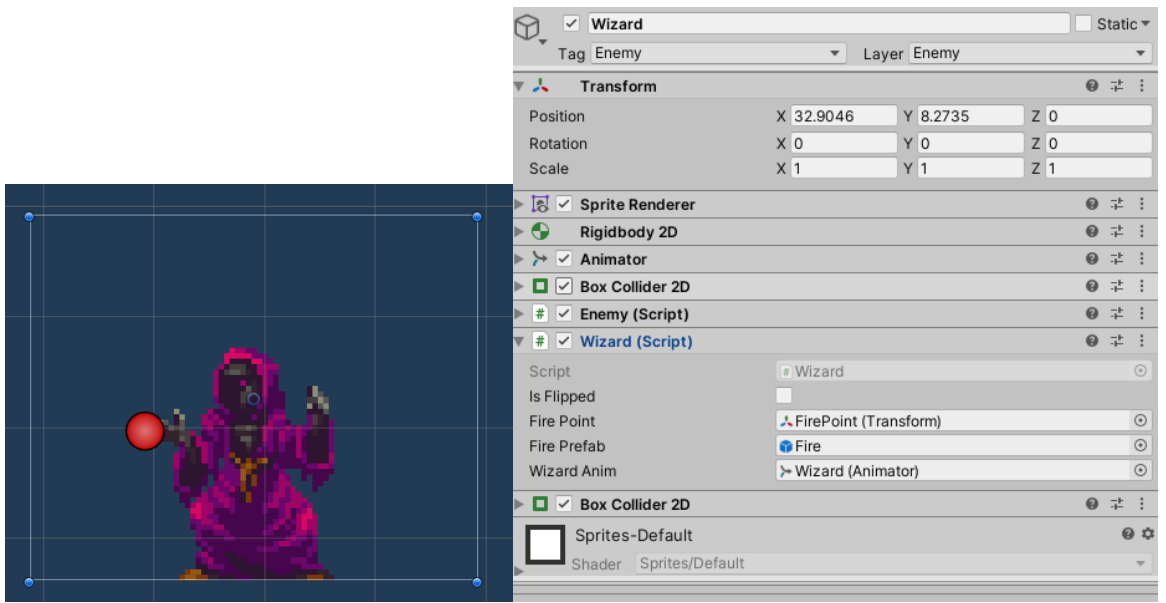 Wizard Static
Tag Enemy Layer Enemy
Transform
Position X 32.9046 Y 8.2735 Z 0
Rotation X 0 Y 0 Z 0
Scale X 1 Y 1 Z 1
Sprite Renderer
Rigidbody 2D
Animator
Box Collider 2D
# Enemy (Script)
# Wizard (Script)
Script # Wizard
Is Flipped
Fire Point FirePoint (Transform)
Fire Prefab Fire
Wizard Anim Wizard (Animator)
Box Collider 2D
Sprites-Default
Shader Sprites/Default